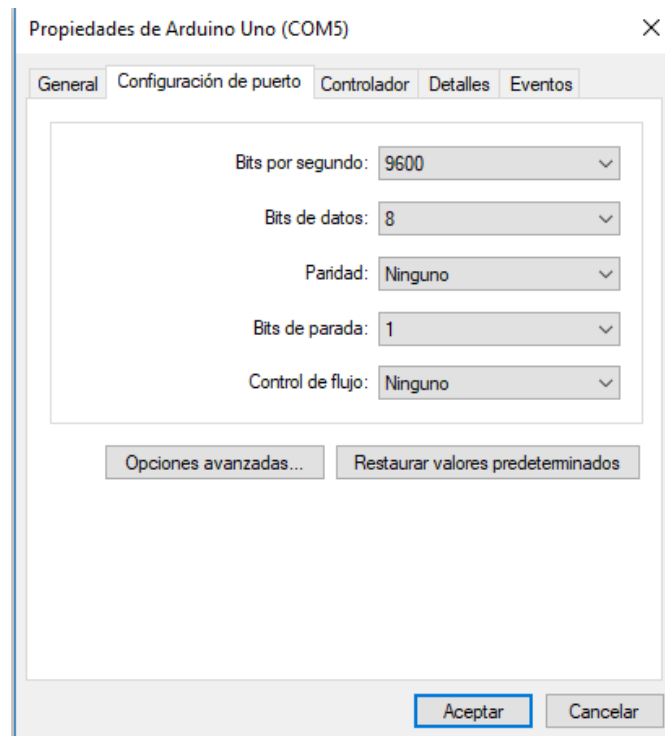 Propiedades de Arduino Uno (COM5)
General Configuración de puerto Controlador Detalles Eventos
Bits por segundo: 9600
Bits de datos: 8
Paridad: Ninguno
Bits de parada: 1
Control de flujo: Ninguno
Opciones avanzadas... Restaurar valores predeterminados
Aceptar Cancelar